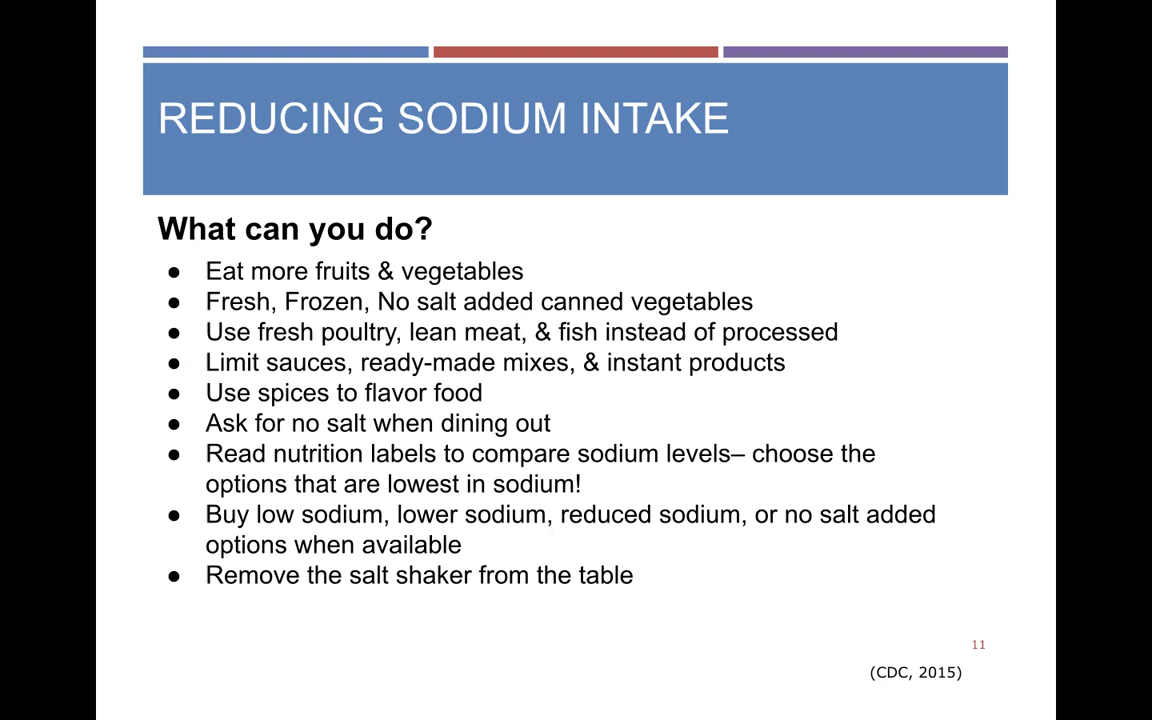 REDUCING SODIUM INTAKE
What can you do?
● Eat more fruits & vegetables
● Fresh, Frozen, No salt added canned vegetables
● Use fresh poultry, lean meat, & fish instead of processed
● Limit sauces, ready-made mixes, & instant products
● Use spices to flavor food
● Ask for no salt when dining out
● Read nutrition labels to compare sodium levels– choose the
options that are lowest in sodium!
● Buy low sodium, lower sodium, reduced sodium, or no salt added
options when available
● Remove the salt shaker from the table
11
(CDC, 2015)